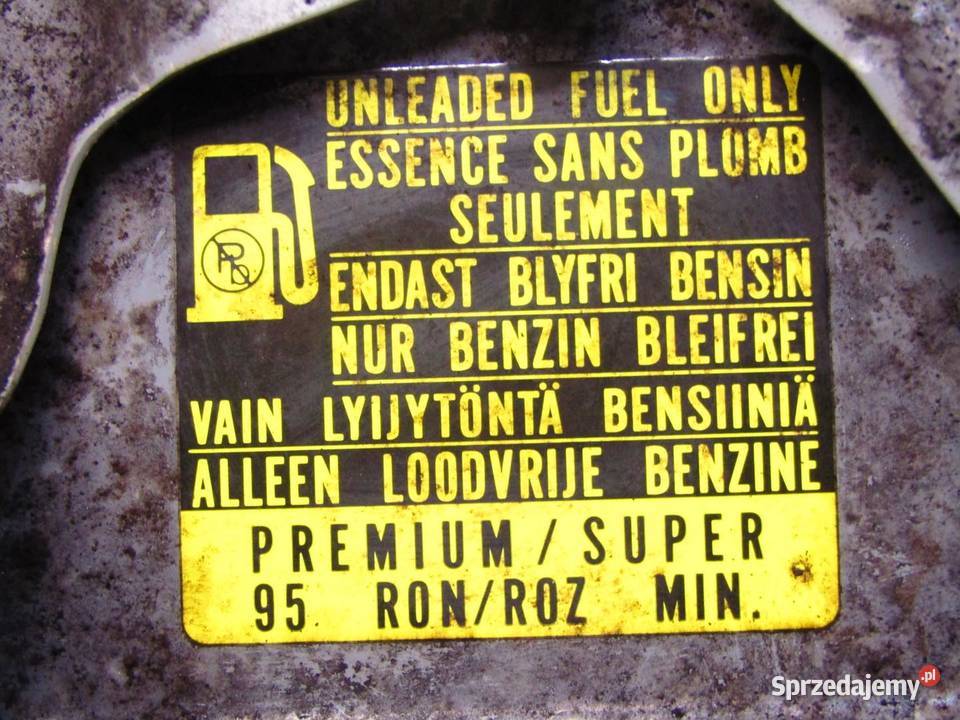 UNLEADED FUEL ONLY
ESSENCE SANS PLOMB
SEULEMENT
Pb
ENDAST BLYFRI BENSIN
NUR BENZIN BLEIFREI
VAIN LYIJYTÖNTÄ BENSIINIÄ
ALLEEN LOODVRIJE BENZINE
PREMIUM/SUPER
95 RON/ROZ MIN.
Sprzedajemy.pl